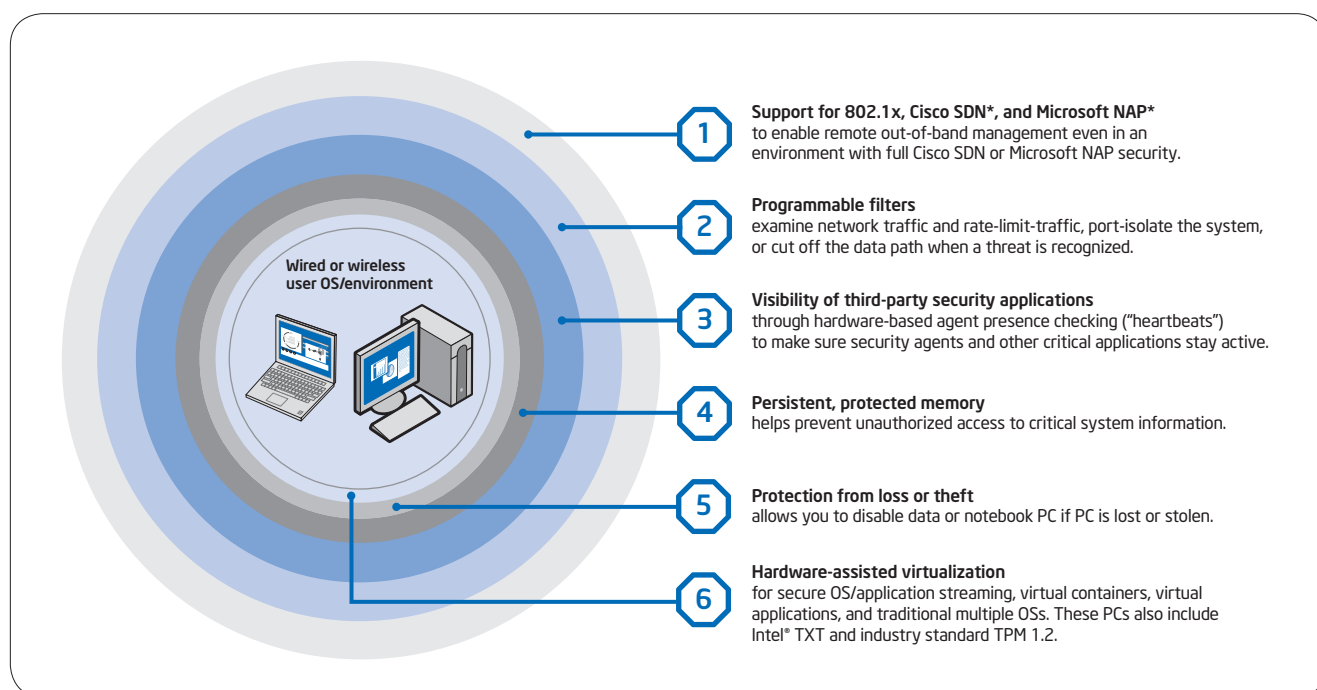 Wired or wireless
user OS/environment
1
Support for 802.1x, Cisco SDN*, and Microsoft NAP*
to enable remote out-of-band management even in an
environment with full Cisco SDN or Microsoft NAP security.
2
Programmable filters
examine network traffic and rate-limit-traffic, port-isolate the system,
or cut off the data path when a threat is recognized.
3
Visibility of third-party security applications
through hardware-based agent presence checking (“heartbeats”)
to make sure security agents and other critical applications stay active.
4
Persistent, protected memory
helps prevent unauthorized access to critical system information.
5
Protection from loss or theft
allows you to disable data or notebook PC if PC is lost or stolen.
6
Hardware-assisted virtualization
for secure OS/application streaming, virtual containers, virtual
applications, and traditional multiple OSs. These PCs also include
Intel® TXT and industry standard TPM 1.2.